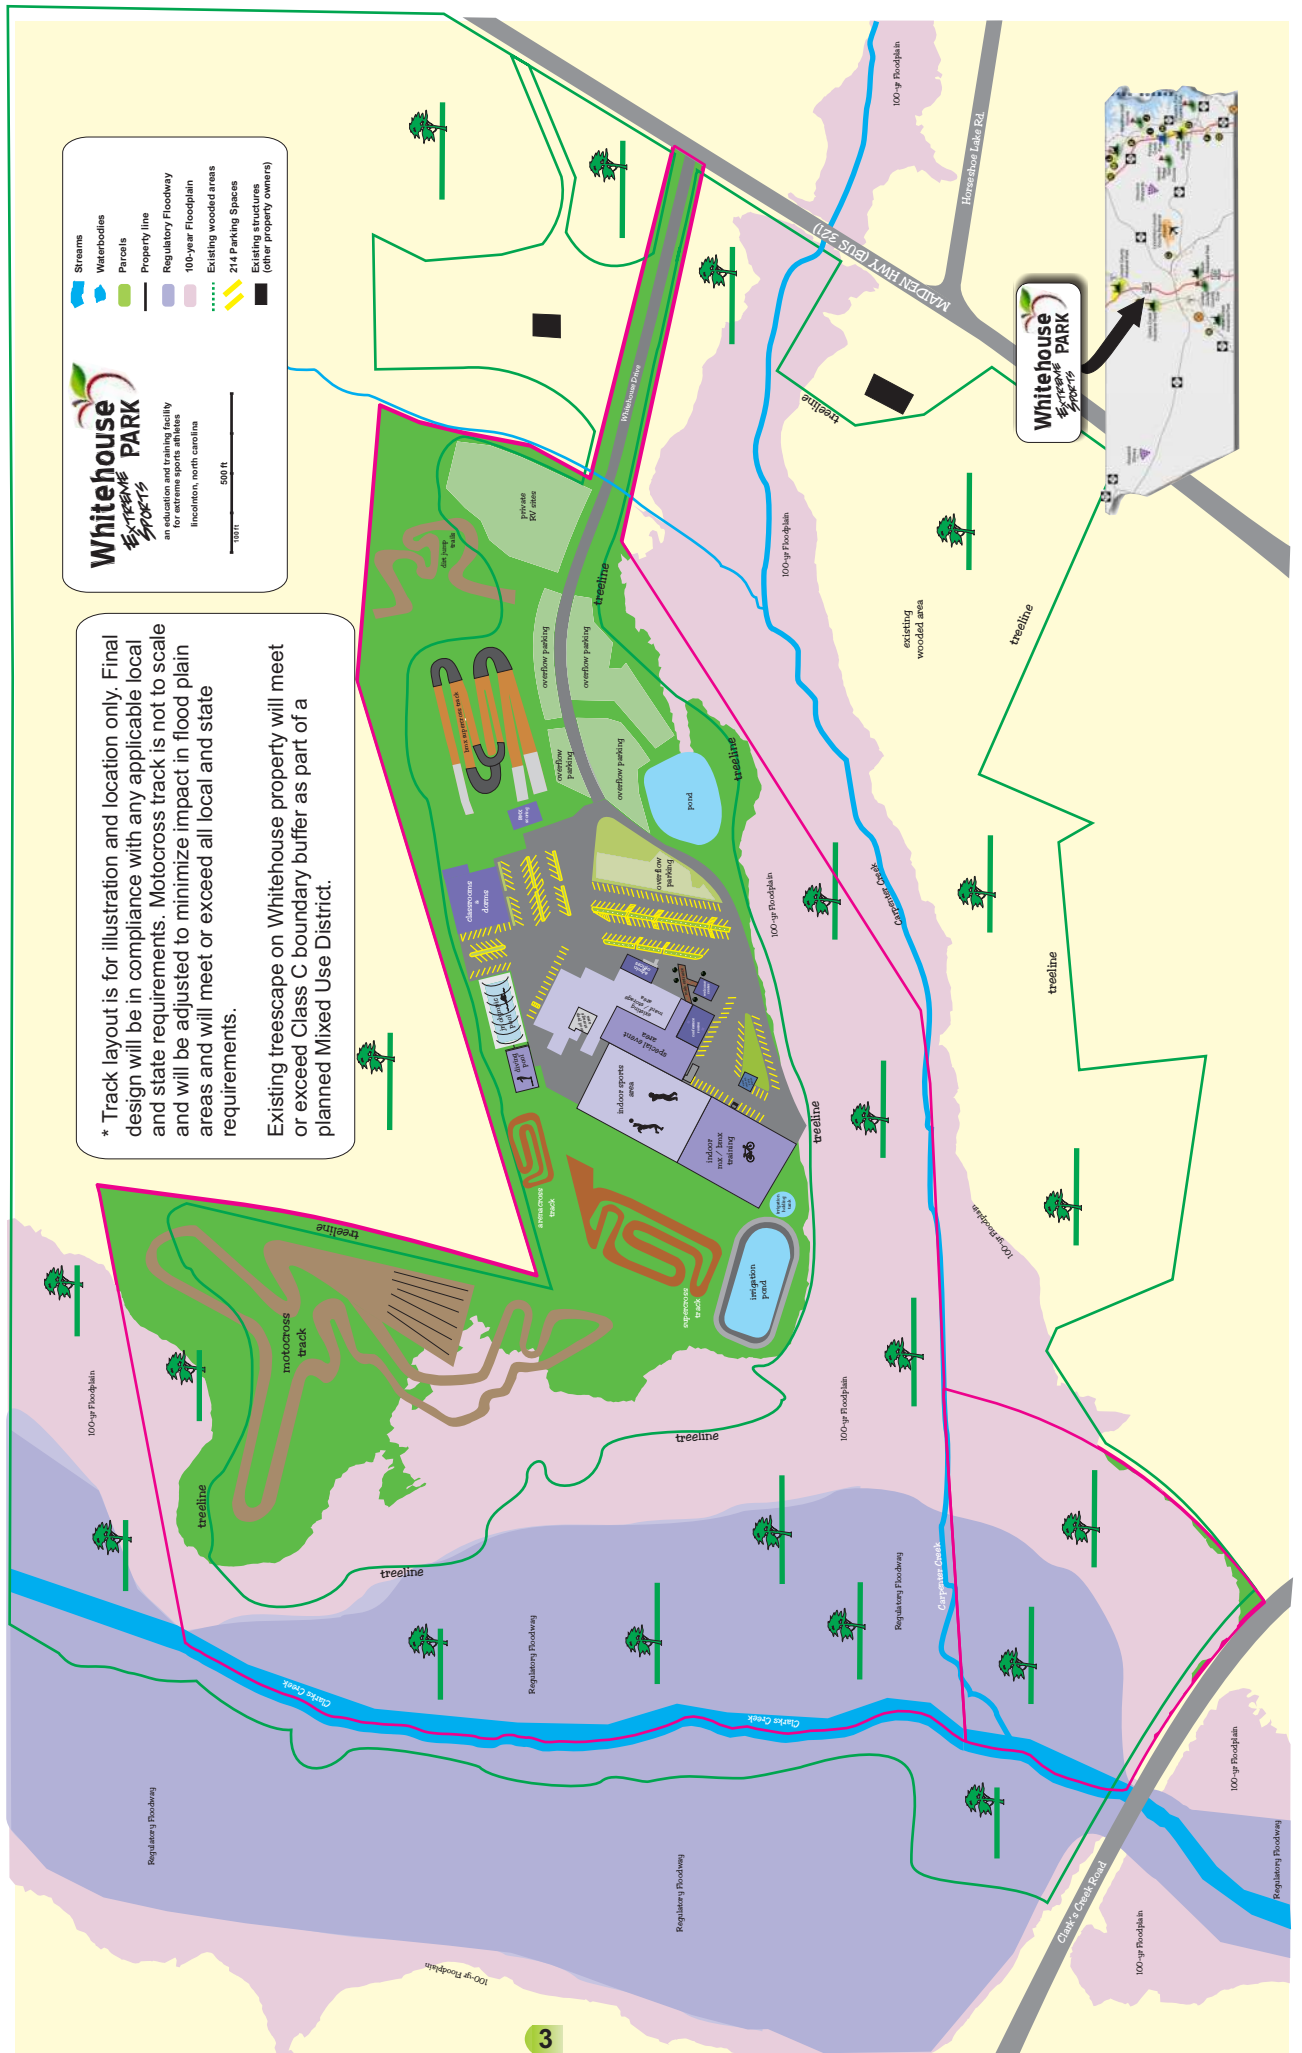 Whitehouse
EXTREME SPORTS PARK
an education and training facility
for extreme sports athletes
lincolnton, north carolina
100 ft
500 ft
Streams
Waterbodies
Parcels
Property line
Regulatory Floodway
100-year Floodplain
Existing wooded areas
214 Parking Spaces
Existing structures
(other property owners)
* Track layout is for illustration and location only. Final
design will be in compliance with any applicable local
and state requirements. Motocross track is not to scale
and will be adjusted to minimize impact in flood plain
areas and will meet or exceed all local and state
requirements.
Existing treescape on Whitehouse property will meet
or exceed Class C boundary buffer as part of a
planned Mixed Use District.
Whitehouse
EXTREME SPORTS PARK
MAIDEN HWY (BUS 321)
Horseshoe Lake Rd.
Whitehouse Drive
100-yr Floodplain
100-yr Floodplain
100-yr Floodplain
100-yr Floodplain
100-yr Floodplain
100-yr Floodplain
100-yr Floodplain
100-yr Floodplain
100-yr Floodplain
treeline
treeline
treeline
treeline
treeline
treeline
treeline
treeline
treeline
treeline
existing
wooded area
private
RV sites
dirt jump
trails
bmx supercross track
overflow parking
overflow parking
overflow
parking
overflow parking
overflow
parking
pond
classrooms
&
dorms
diving
pool
existing
special event
area
indoor sports
area
indoor
mx / bmx
training
arenacross
track
supercross
track
irrigation
pond
motocross
track
Carpenter Creek
Carpenter Creek
Clarks Creek
Clarks Creek
Clark's Creek Road
Regulatory Floodway
Regulatory Floodway
Regulatory Floodway
Regulatory Floodway
Regulatory Floodway
3